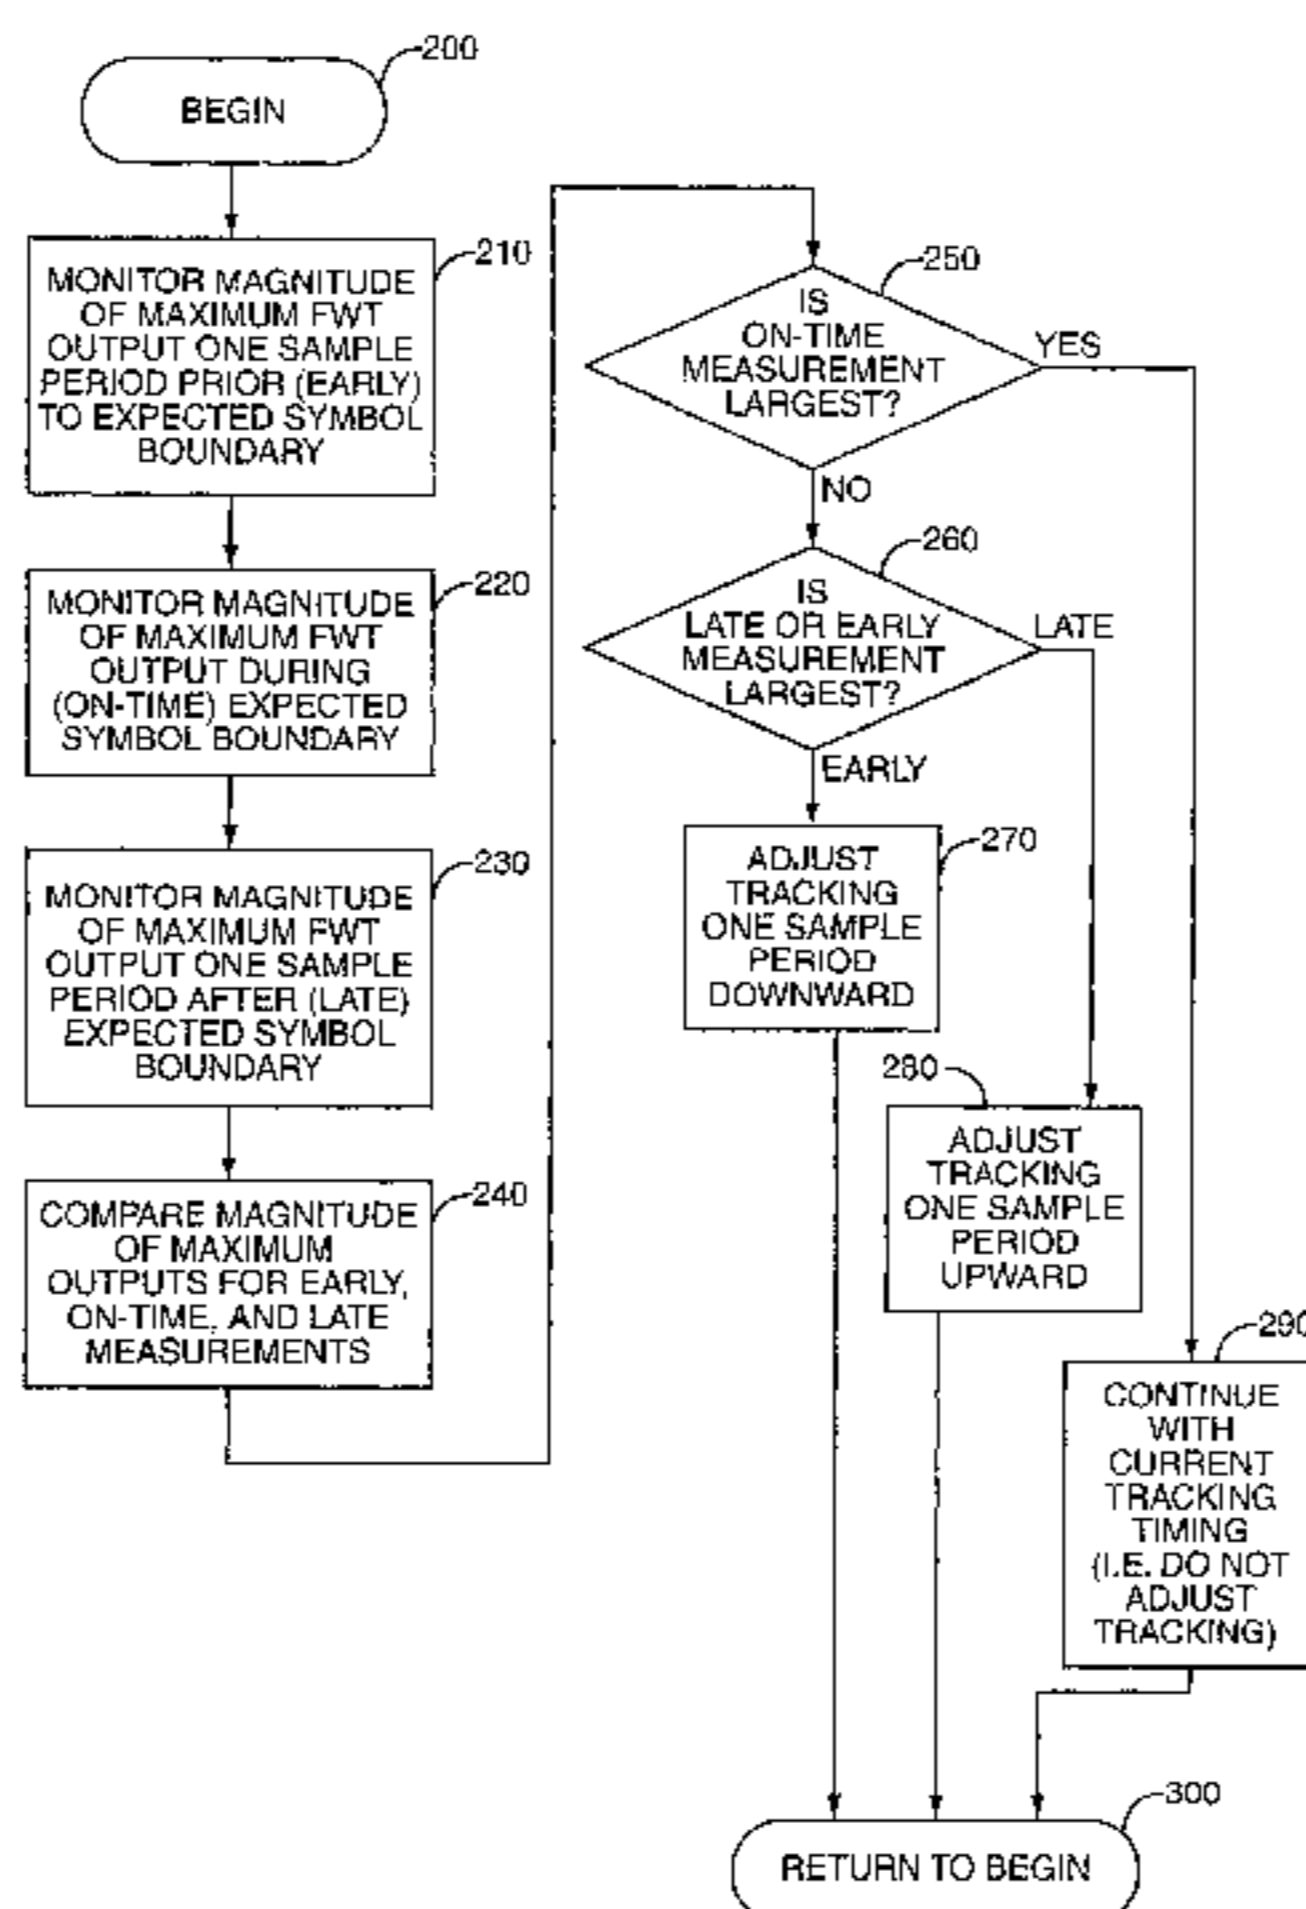 200
BEGIN
210
MONITOR MAGNITUDE
OF MAXIMUM FWT
OUTPUT ONE SAMPLE
PERIOD PRIOR (EARLY)
TO EXPECTED SYMBOL
BOUNDARY
220
MONITOR MAGNITUDE
OF MAXIMUM FWT
OUTPUT DURING
(ON-TIME) EXPECTED
SYMBOL BOUNDARY
230
MONITOR MAGNITUDE
OF MAXIMUM FWT
OUTPUT ONE SAMPLE
PERIOD AFTER (LATE)
EXPECTED SYMBOL
BOUNDARY
240
COMPARE MAGNITUDE
OF MAXIMUM
OUTPUTS FOR EARLY,
ON-TIME, AND LATE
MEASUREMENTS
250
IS
ON-TIME
MEASUREMENT
LARGEST?
YES
NO
260
IS
LATE OR EARLY
MEASUREMENT
LARGEST?
LATE
EARLY
270
ADJUST
TRACKING
ONE SAMPLE
PERIOD
DOWNWARD
280
ADJUST
TRACKING
ONE SAMPLE
PERIOD
UPWARD
290
CONTINUE
WITH
CURRENT
TRACKING
TIMING
(I.E. DO NOT
ADJUST
TRACKING)
300
RETURN TO BEGIN